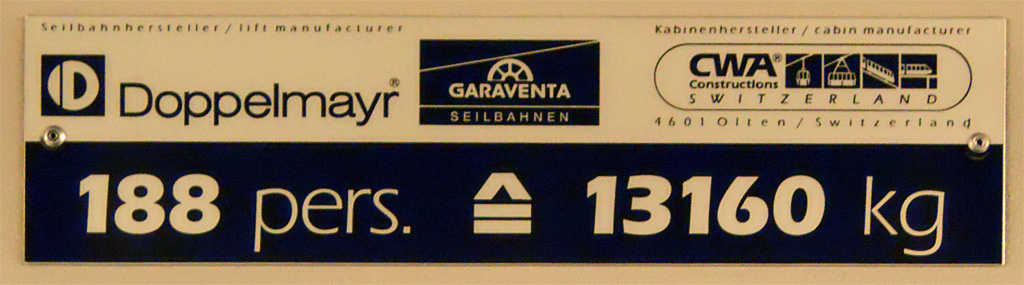 Seilbahnhersteller / lift manufacturer
Doppelmayr®
GARAVENTA
SEILBAHNEN
Kabinenhersteller / cabin manufacturer
CWA®
Constructions
SWITZERLAND
4601 Olten / Switzerland
188 pers. ≙ 13160 kg